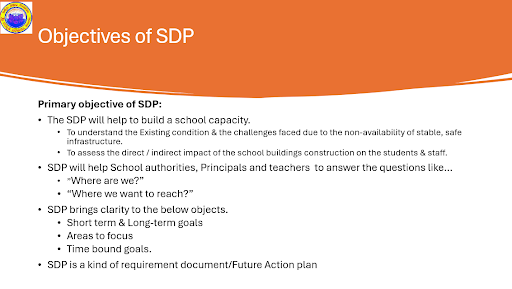 Objectives of SDP
Primary objective of SDP:
• The SDP will help to build a school capacity.
• To understand the Existing condition & the challenges faced due to the non-availability of stable, safe
infrastructure.
• To assess the direct / indirect impact of the school buildings construction on the students & staff.
• SDP will help School authorities, Principals and teachers to answer the questions like…
• “Where are we?”
• “Where we want to reach?”
• SDP brings clarity to the below objects.
• Short term & Long-term goals
• Areas to focus
• Time bound goals.
• SDP is a kind of requirement document/Future Action plan